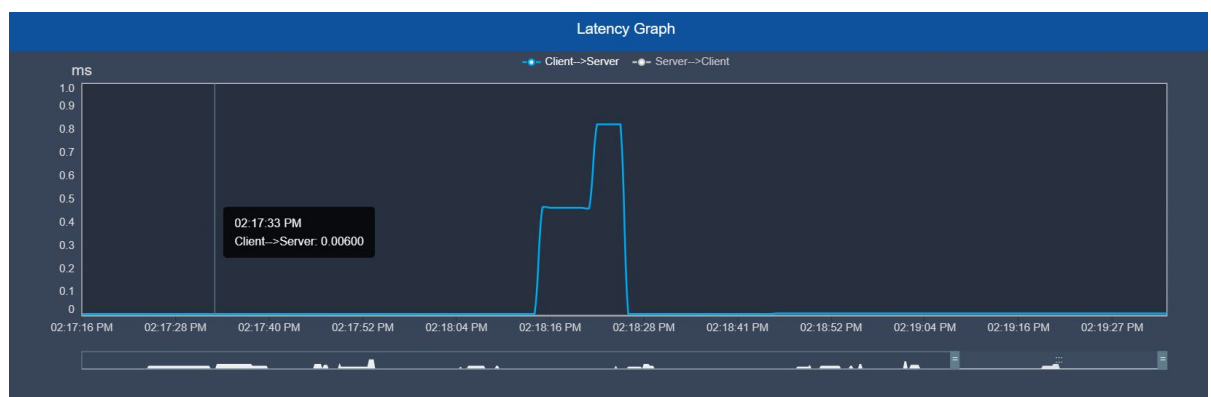 Latency Graph
Client-->Server Server-->Client
ms
1.0
0.9
0.8
0.7
0.6
0.5
0.4
0.3
0.2
0.1
0
02:17:33 PM
Client-->Server: 0.00600
02:17:16 PM 02:17:28 PM 02:17:40 PM 02:17:52 PM 02:18:04 PM 02:18:16 PM 02:18:28 PM 02:18:41 PM 02:18:52 PM 02:19:04 PM 02:19:16 PM 02:19:27 PM